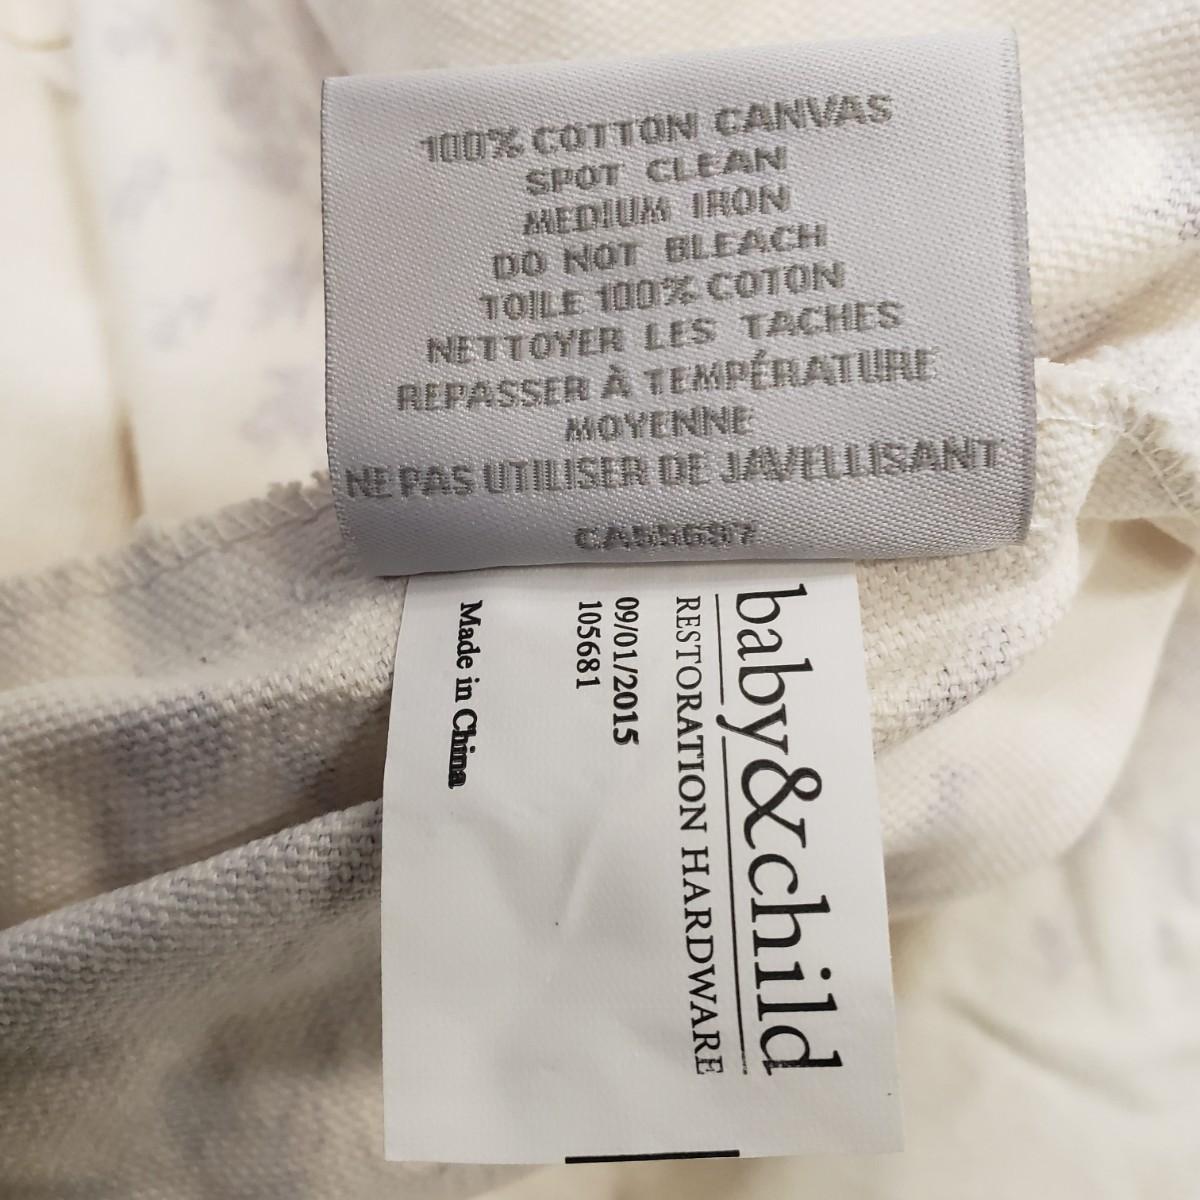 100% COTTON CANVAS
SPOT CLEAN
MEDIUM IRON
DO NOT BLEACH
TOILE 100% COTON
NETTOYER LES TACHES
REPASSER À TEMPÉRATURE
MOYENNE
NE PAS UTILISER DE JAVELLISANT
CA55697
baby&child
RESTORATION HARDWARE
09/01/2015
105681
Made in China